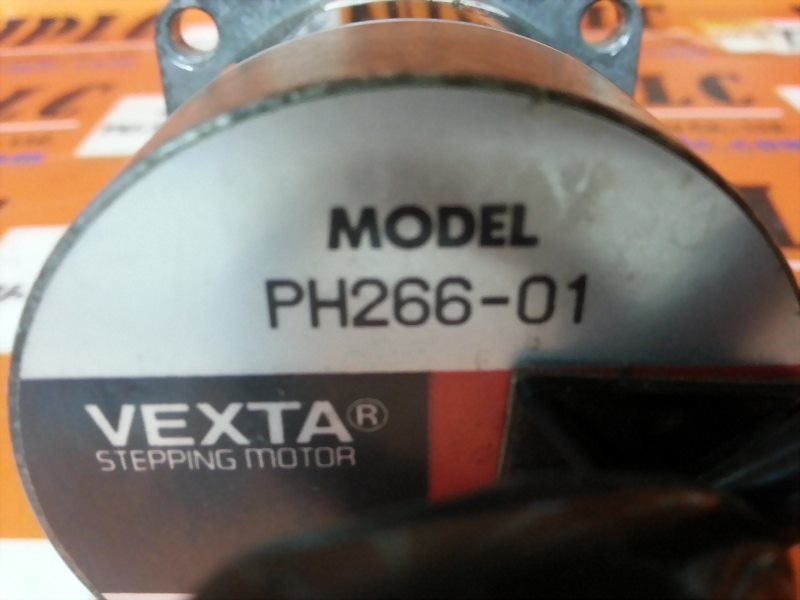 MODEL
PH266-01
VEXTA®
STEPPING MOTOR